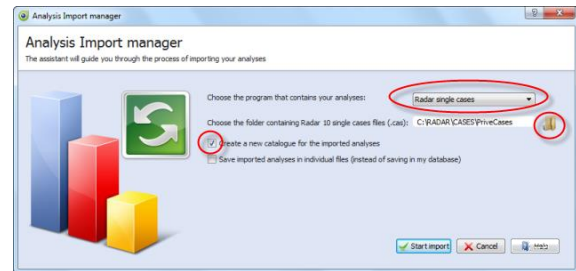 Analysis Import manager
Analysis Import manager
The assistant will guide you through the process of importing your analyses
Choose the program that contains your analyses: Radar single cases
Choose the folder containing Radar 10 single cases files (.cas): C:\RADAR\CASES\PriveCases
Create a new catalogue for the imported analyses
Save imported analyses in individual files (instead of saving in my database)
Start import Cancel Help